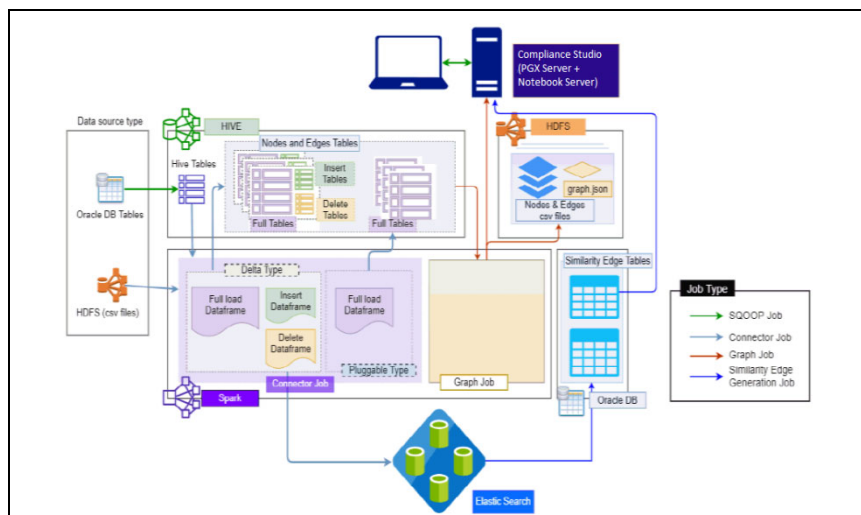 Compliance Studio
(PGX Server +
Notebook Server)
Data source type
HIVE
HDFS
Nodes and Edges Tables
Hive Tables
Insert
Tables
Delete
Tables
Full Tables
Full Tables
graph.json
Nodes & Edges
csv files
Oracle DB Tables
HDFS (csv files)
Delta Type
Full load
Dataframe
Insert
Dataframe
Delete
Dataframe
Full load
Dataframe
Pluggable Type
Connector Job
Graph Job
Spark
Similarity Edge Tables
Oracle DB
Elastic Search
Job Type
SQOOP Job
Connector Job
Graph Job
Similarity Edge
Generation Job